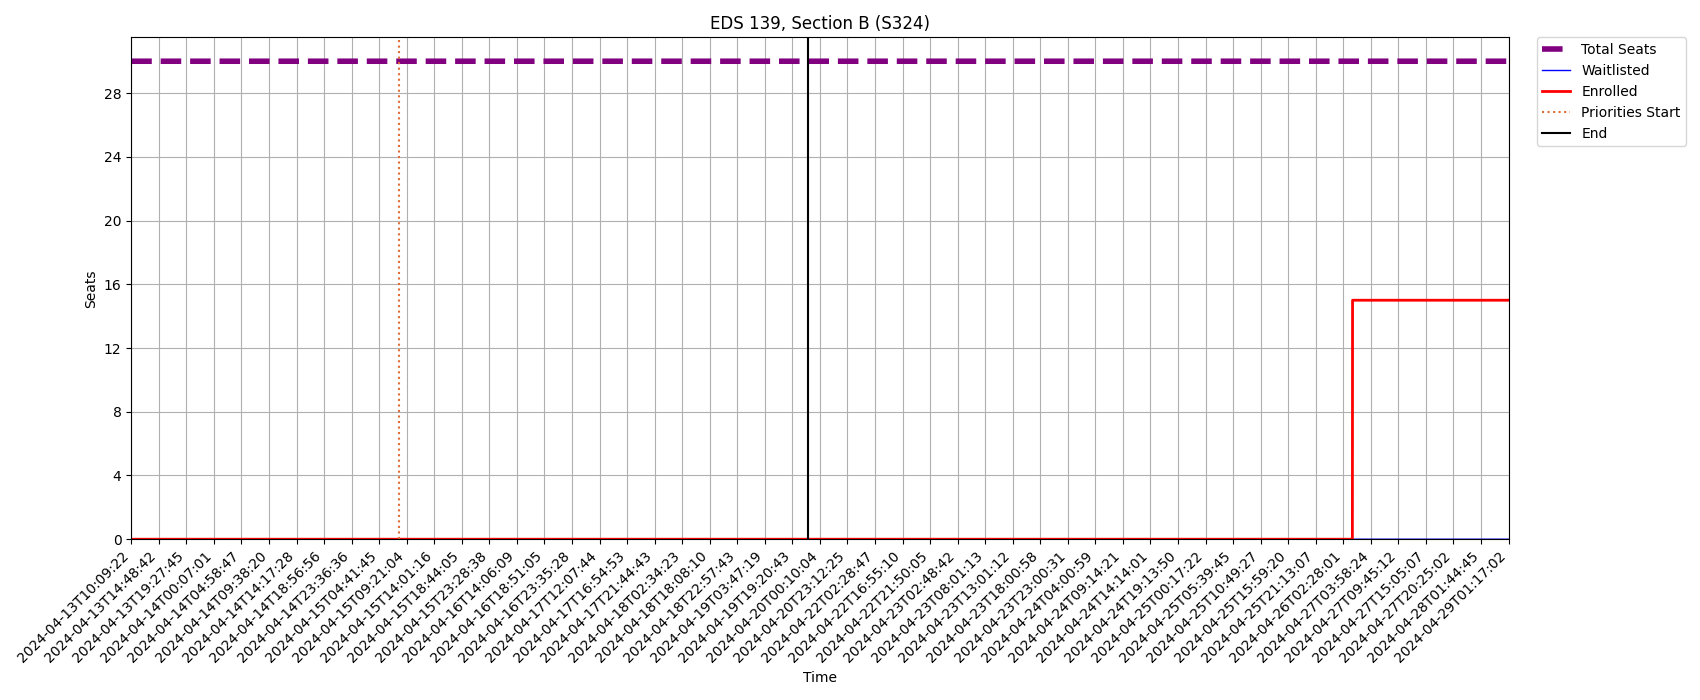 EDS 139, Section B (S324)
Total Seats
Waitlisted
Enrolled
Priorities Start
End
Seats
28
24
20
16
12
8
4
0
2024-04-13T10:09:22
2024-04-13T14:48:42
2024-04-13T19:27:45
2024-04-14T00:07:01
2024-04-14T04:58:47
2024-04-14T09:38:20
2024-04-14T14:17:28
2024-04-14T18:56:56
2024-04-14T23:36:36
2024-04-15T04:41:45
2024-04-15T09:21:04
2024-04-15T14:01:16
2024-04-15T18:44:05
2024-04-15T23:28:38
2024-04-16T14:06:09
2024-04-16T18:51:05
2024-04-16T23:35:28
2024-04-17T12:07:44
2024-04-17T16:54:53
2024-04-17T21:44:43
2024-04-18T02:34:23
2024-04-18T18:08:10
2024-04-18T22:57:43
2024-04-19T03:47:19
2024-04-19T19:20:43
2024-04-20T00:10:04
2024-04-20T23:12:25
2024-04-22T02:28:47
2024-04-22T16:55:10
2024-04-22T21:50:05
2024-04-23T02:48:42
2024-04-23T08:01:13
2024-04-23T13:01:12
2024-04-23T18:00:58
2024-04-23T23:00:31
2024-04-24T04:00:59
2024-04-24T09:14:21
2024-04-24T14:14:01
2024-04-24T19:13:50
2024-04-25T00:17:22
2024-04-25T05:39:45
2024-04-25T10:49:27
2024-04-25T15:59:20
2024-04-25T21:13:07
2024-04-26T02:28:01
2024-04-27T03:58:24
2024-04-27T09:45:12
2024-04-27T15:05:07
2024-04-27T20:25:02
2024-04-28T01:44:45
2024-04-29T01:17:02
Time